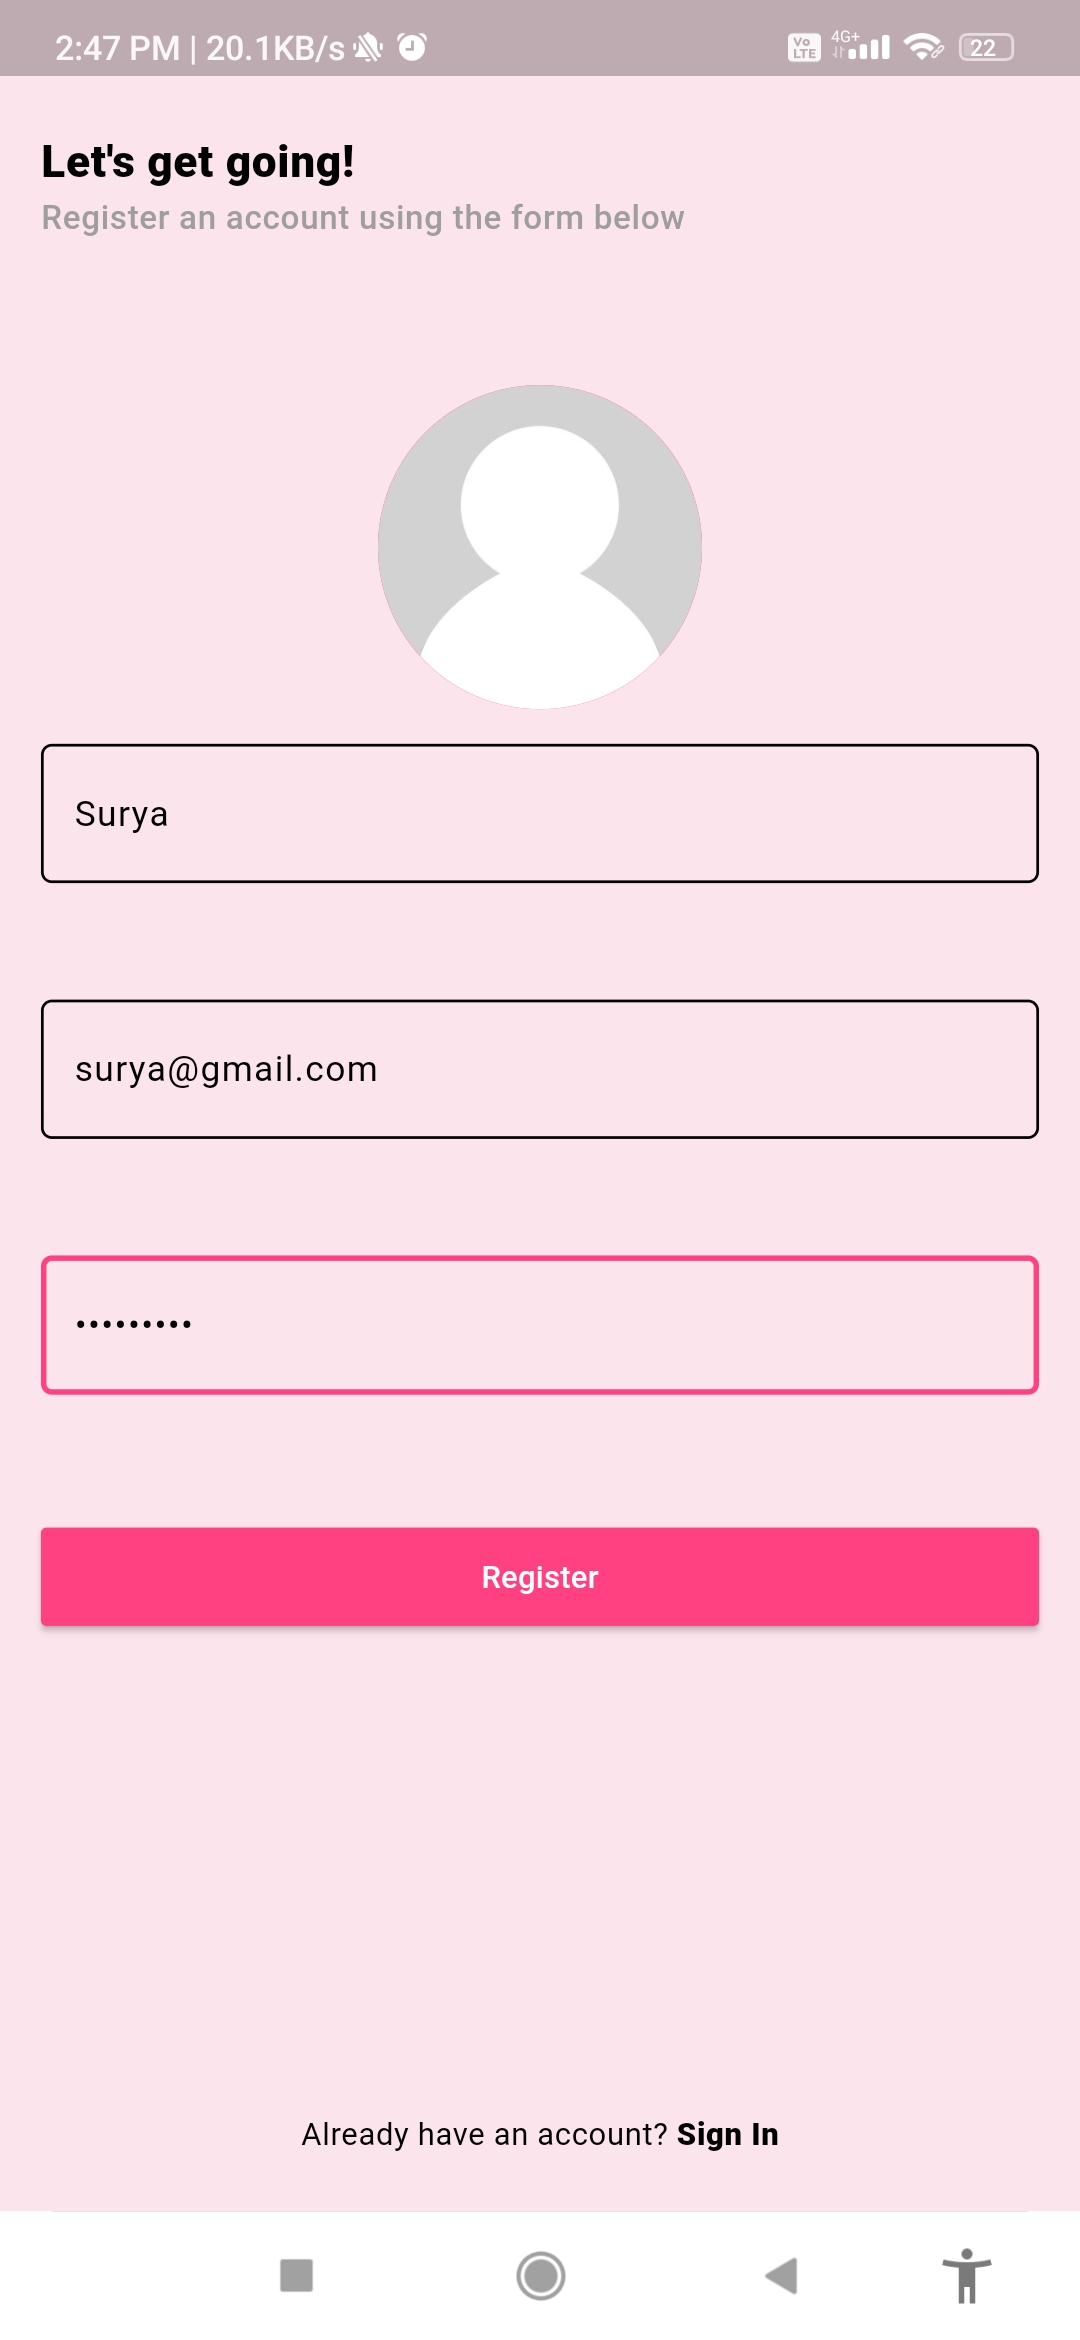 2:47 PM | 20.1KB/s Vo LTE 4G+ 22
Let's get going!
Register an account using the form below
Surya
surya@gmail.com
•••••••••
Register
Already have an account? Sign In